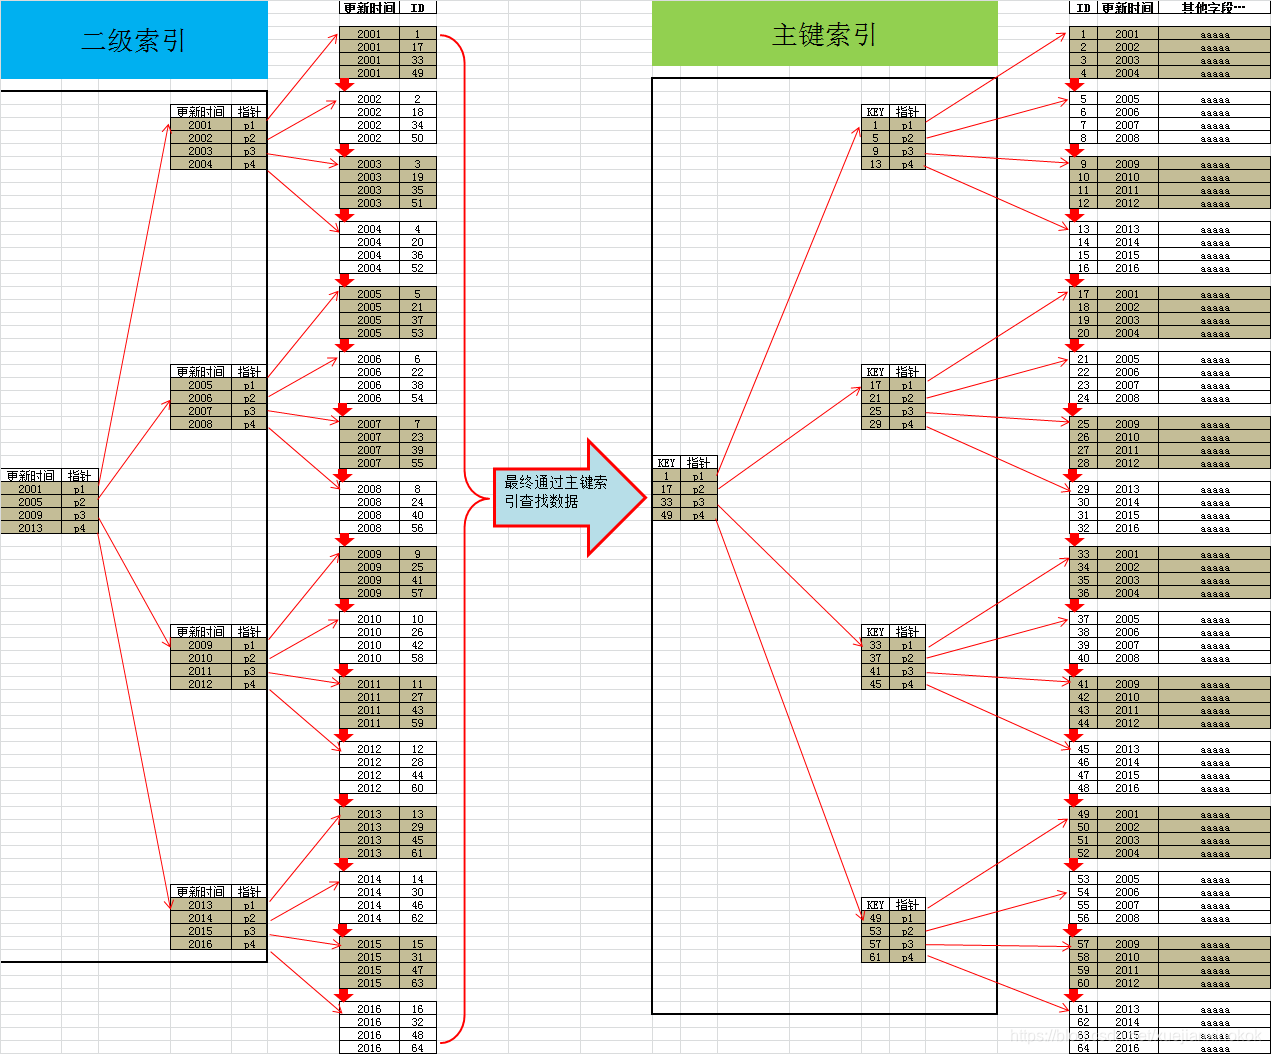 二级索引
更新时间 指针
2001 p1
2005 p2
2009 p3
2013 p4
更新时间 指针
2001 p1
2002 p2
2003 p3
2004 p4
更新时间 指针
2005 p1
2006 p2
2007 p3
2008 p4
更新时间 指针
2009 p1
2010 p2
2011 p3
2012 p4
更新时间 指针
2013 p1
2014 p2
2015 p3
2016 p4
更新时间 ID
2001 1
2001 17
2001 33
2001 49
2002 2
2002 18
2002 34
2002 50
2003 3
2003 19
2003 35
2003 51
2004 4
2004 20
2004 36
2004 52
2005 5
2005 21
2005 37
2005 53
2006 6
2006 22
2006 38
2006 54
2007 7
2007 23
2007 39
2007 55
2008 8
2008 24
2008 40
2008 56
2009 9
2009 25
2009 41
2009 57
2010 10
2010 26
2010 42
2010 58
2011 11
2011 27
2011 43
2011 59
2012 12
2012 28
2012 44
2012 60
2013 13
2013 29
2013 45
2013 61
2014 14
2014 30
2014 46
2014 62
2015 15
2015 31
2015 47
2015 63
2016 16
2016 32
2016 48
2016 64
最终通过主键索
引查找数据
主键索引
KEY 指针
1 p1
17 p2
33 p3
49 p4
KEY 指针
1 p1
5 p2
9 p3
13 p4
KEY 指针
17 p1
21 p2
25 p3
29 p4
KEY 指针
33 p1
37 p2
41 p3
45 p4
KEY 指针
49 p1
53 p2
57 p3
61 p4
ID 更新时间 其他字段…
1 2001 aaaaa
2 2002 aaaaa
3 2003 aaaaa
4 2004 aaaaa
5 2005 aaaaa
6 2006 aaaaa
7 2007 aaaaa
8 2008 aaaaa
9 2009 aaaaa
10 2010 aaaaa
11 2011 aaaaa
12 2012 aaaaa
13 2013 aaaaa
14 2014 aaaaa
15 2015 aaaaa
16 2016 aaaaa
17 2001 aaaaa
18 2002 aaaaa
19 2003 aaaaa
20 2004 aaaaa
21 2005 aaaaa
22 2006 aaaaa
23 2007 aaaaa
24 2008 aaaaa
25 2009 aaaaa
26 2010 aaaaa
27 2011 aaaaa
28 2012 aaaaa
29 2013 aaaaa
30 2014 aaaaa
31 2015 aaaaa
32 2016 aaaaa
33 2001 aaaaa
34 2002 aaaaa
35 2003 aaaaa
36 2004 aaaaa
37 2005 aaaaa
38 2006 aaaaa
39 2007 aaaaa
40 2008 aaaaa
41 2009 aaaaa
42 2010 aaaaa
43 2011 aaaaa
44 2012 aaaaa
45 2013 aaaaa
46 2014 aaaaa
47 2015 aaaaa
48 2016 aaaaa
49 2001 aaaaa
50 2002 aaaaa
51 2003 aaaaa
52 2004 aaaaa
53 2005 aaaaa
54 2006 aaaaa
55 2007 aaaaa
56 2008 aaaaa
57 2009 aaaaa
58 2010 aaaaa
59 2011 aaaaa
60 2012 aaaaa
61 2013 aaaaa
62 2014 aaaaa
63 2015 aaaaa
64 2016 aaaaa